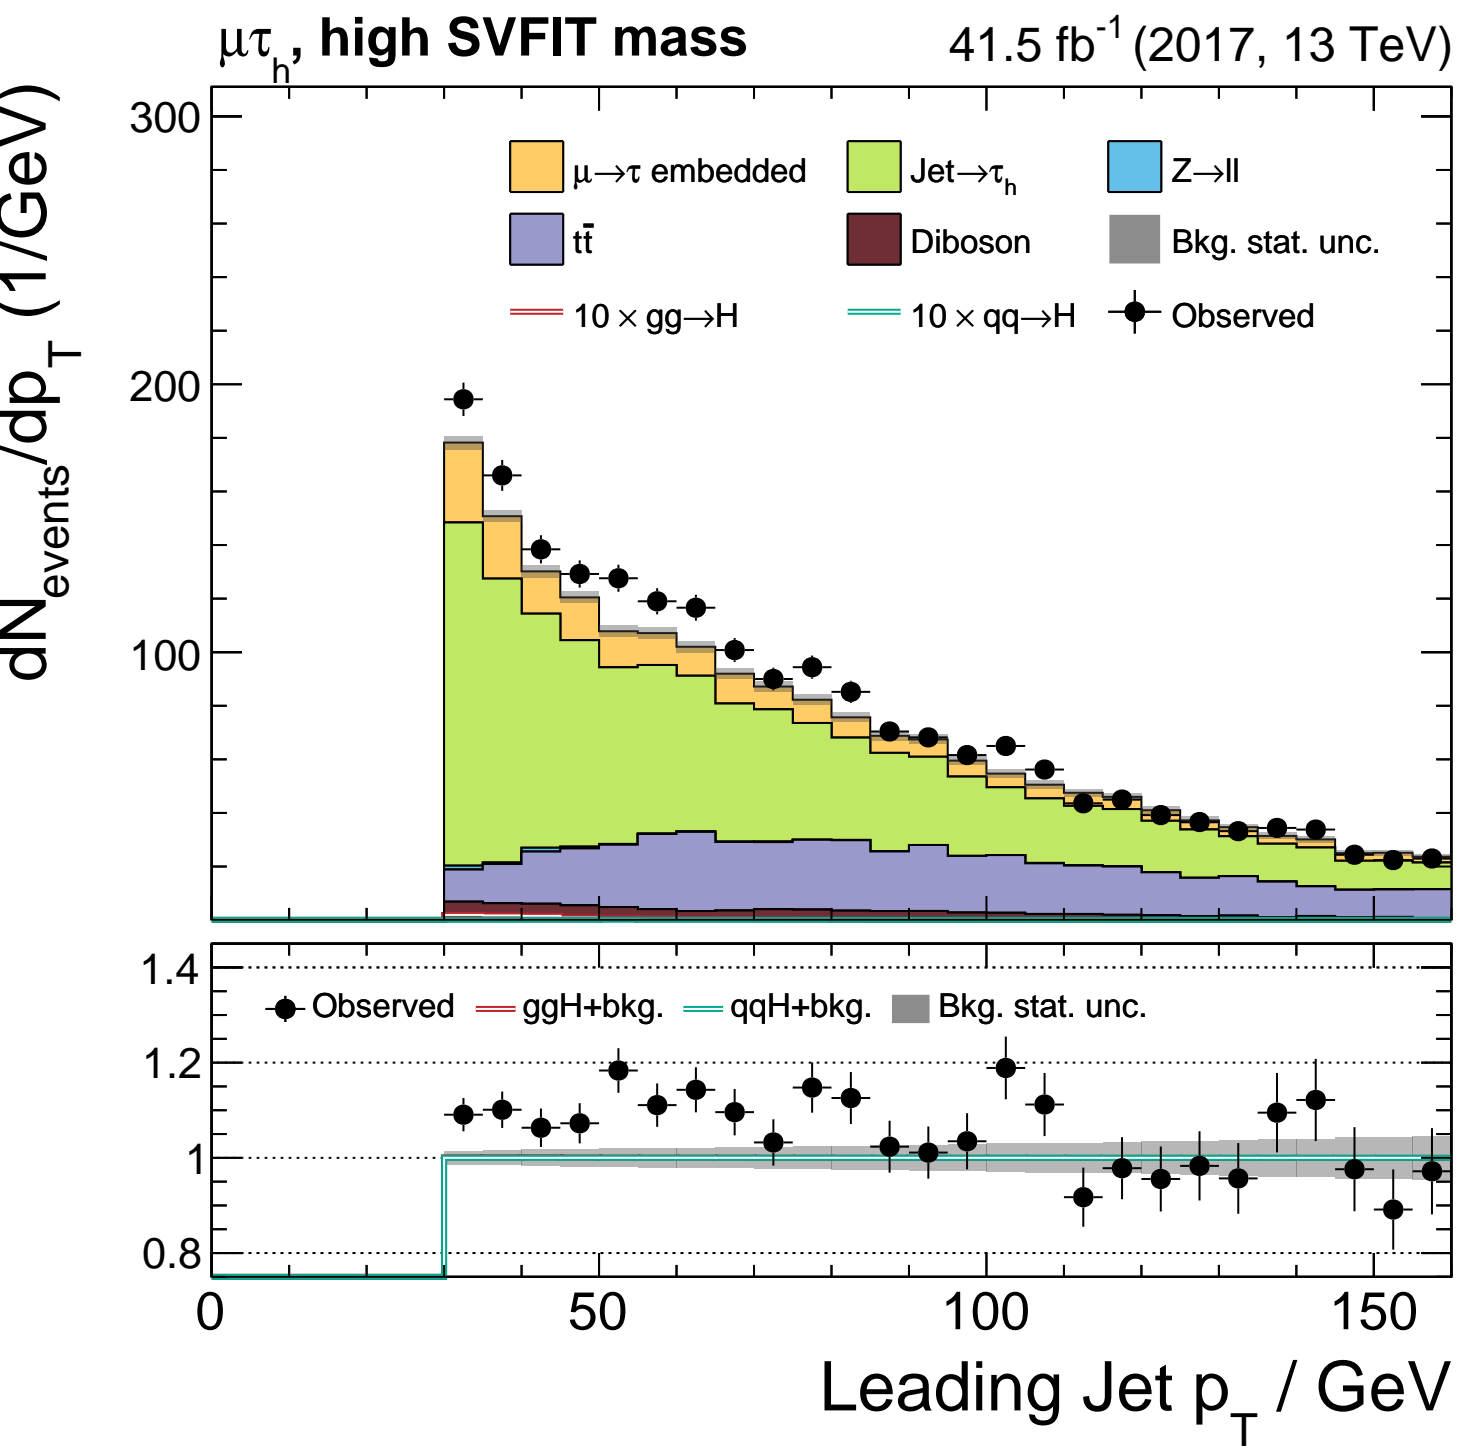 μτh, high SVFIT mass 41.5 fb-1 (2017, 13 TeV)
dNevents/dpT (1/GeV)
300
200
100
μ→τ embedded Jet→τh Z→ll
tt̄ Diboson Bkg. stat. unc.
10 × gg→H 10 × qq→H Observed
1.4
1.2
1
0.8
Observed ggH+bkg. qqH+bkg. Bkg. stat. unc.
0 50 100 150
Leading Jet pT / GeV